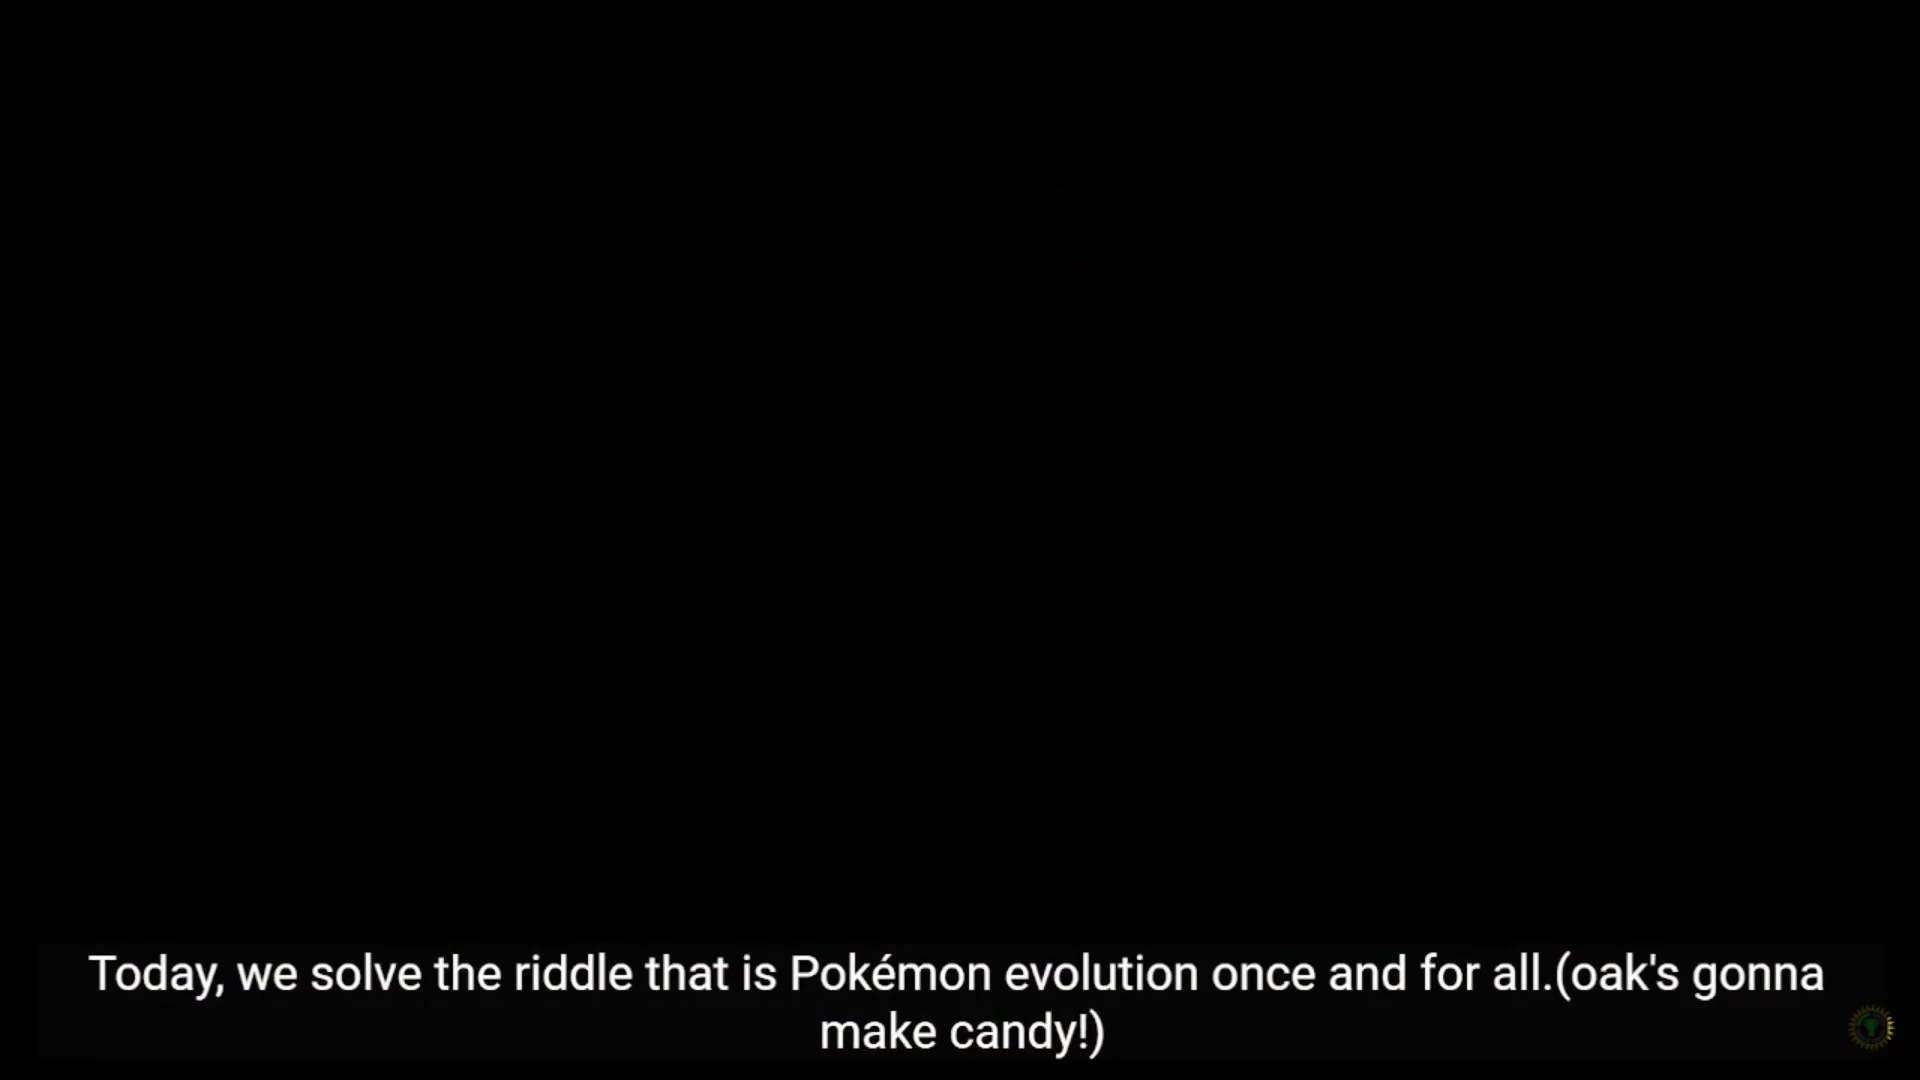 Today, we solve the riddle that is Pokémon evolution once and for all.(oak's gonna
make candy!)